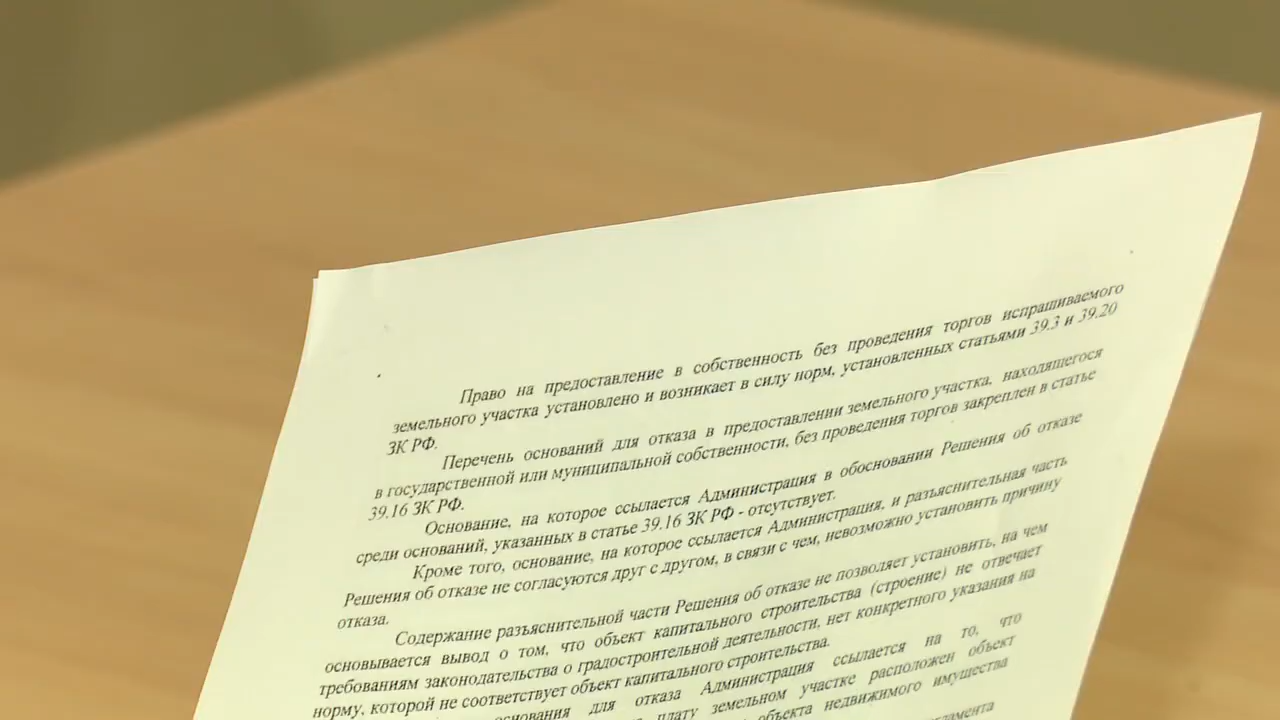 Право на предоставление в собственность без проведения торгов испрашиваемого
земельного участка установлено и возникает в силу норм, установленных статьями 39.3 и 39.20
ЗК РФ.
Перечень оснований для отказа в предоставлении земельного участка, находящегося
в государственной или муниципальной собственности, без проведения торгов закреплен в статье
39.16 ЗК РФ.
Основание, на которое ссылается Администрация в обосновании Решения об отказе
среди оснований, указанных в статье 39.16 ЗК РФ - отсутствует.
Кроме того, основание, на которое ссылается Администрация, и разъяснительная часть
Решения об отказе не согласуются друг с другом, в связи с чем, невозможно установить причину
отказа.
Содержание разъяснительной части Решения об отказе не позволяет установить, на чем
основывается вывод о том, что объект капитального строительства (строение) не отвечает
требованиям законодательства о градостроительной деятельности, нет конкретного указания на
норму, которой не соответствует объект капитального строительства.
основания для отказа Администрация ссылается на то, что
плату земельном участке расположен объект
объекта недвижимого имущества